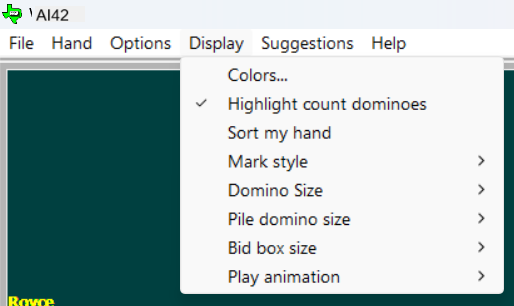 AI42
File Hand Options Display Suggestions Help
Colors...
Highlight count dominoes
Sort my hand
Mark style
Domino Size
Pile domino size
Bid box size
Play animation
Royce